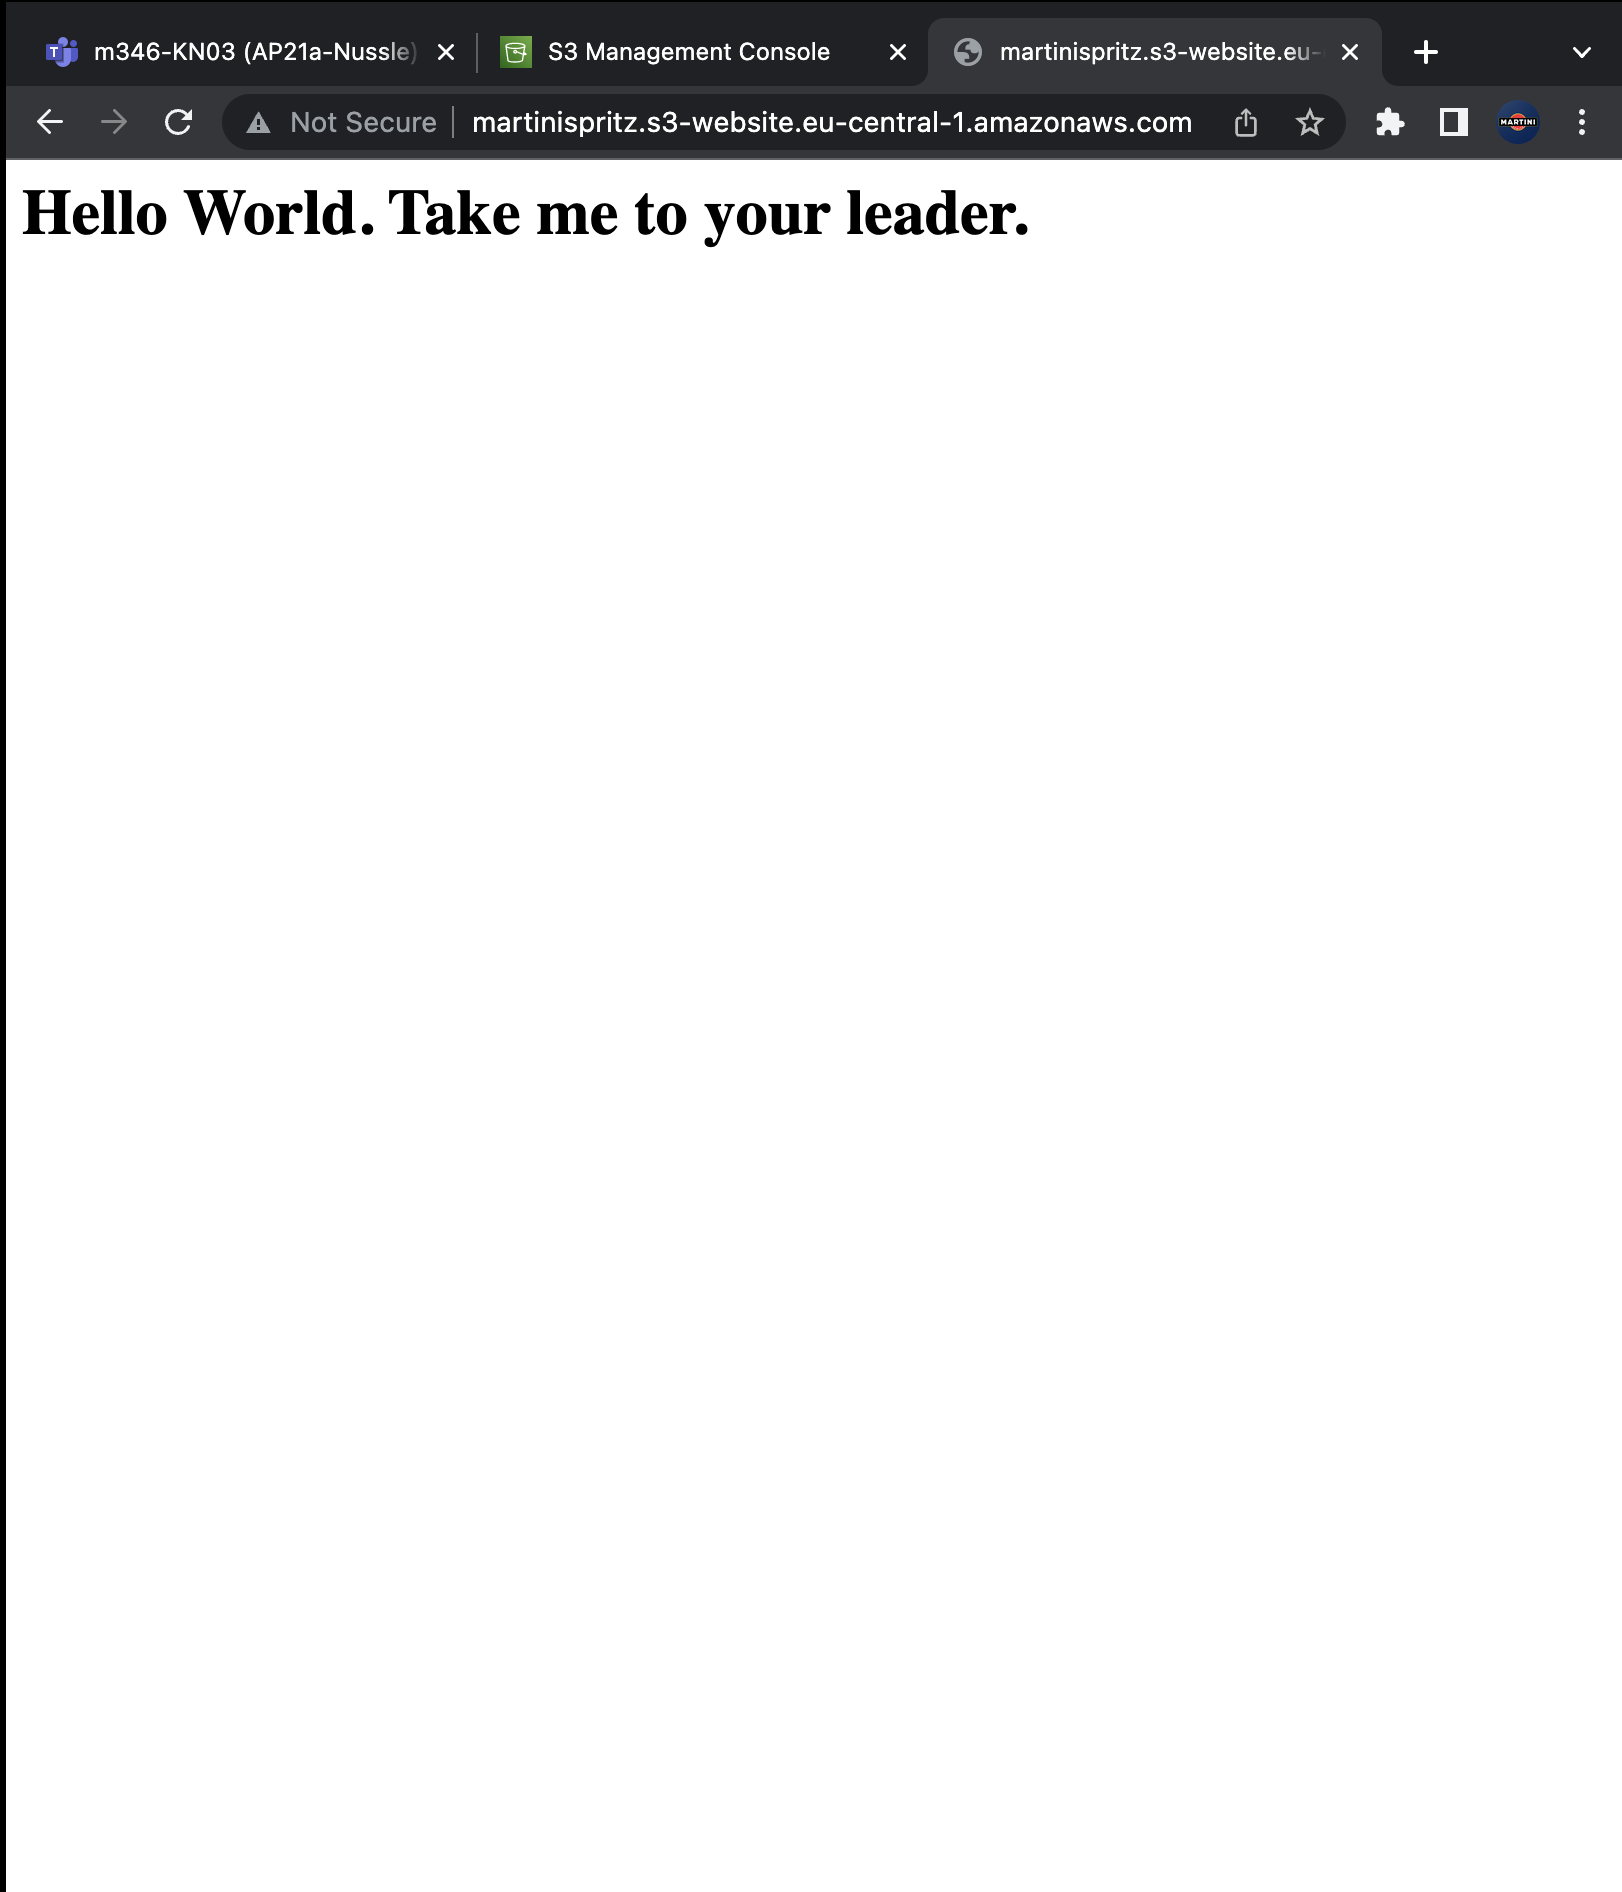 m346-KN03 (AP21a-Nussle)
S3 Management Console
martinispritz.s3-website.eu-
Not Secure
martinispritz.s3-website.eu-central-1.amazonaws.com
MARTINI
Hello World. Take me to your leader.